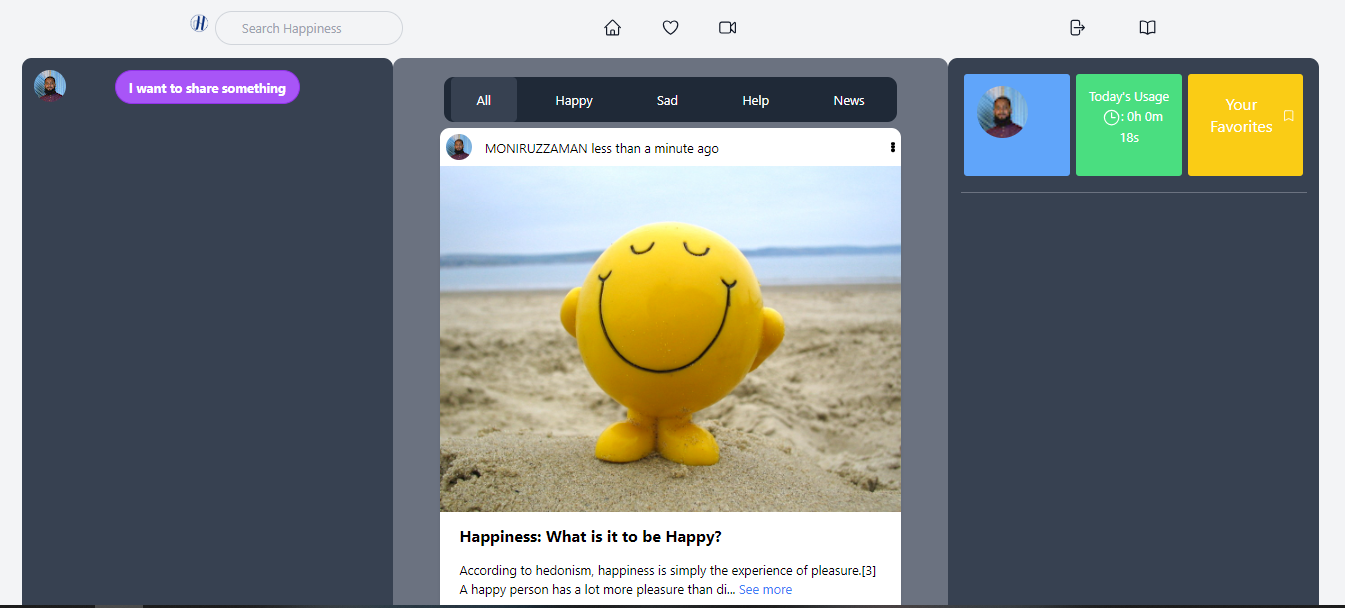 H
Search Happiness
I want to share something
All
Happy
Sad
Help
News
MONIRUZZAMAN less than a minute ago
Happiness: What is it to be Happy?
According to hedonism, happiness is simply the experience of pleasure.[3]
A happy person has a lot more pleasure than di... See more
Today's Usage
: 0h 0m
18s
Your
Favorites